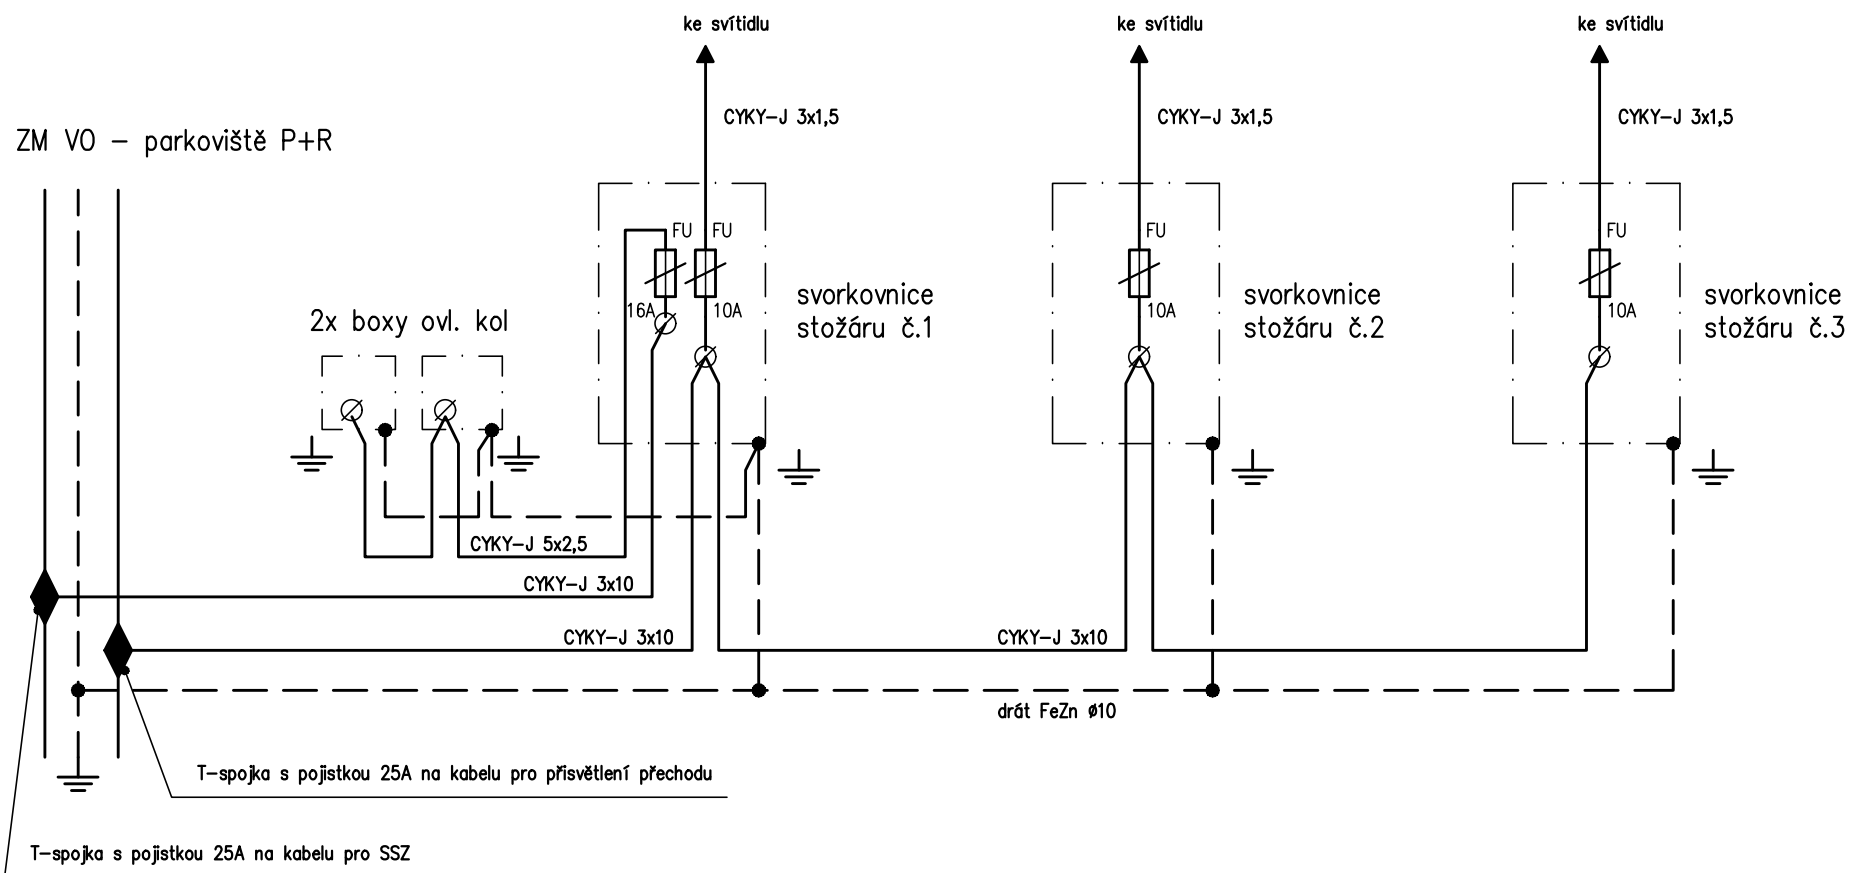 ke svítidlu
ke svítidlu
ke svítidlu
CYKY-J 3x1,5
CYKY-J 3x1,5
CYKY-J 3x1,5
ZM VO - parkoviště P+R
FU
FU
FU
FU
16A
10A
10A
10A
svorkovnice
stožáru č.1
svorkovnice
stožáru č.2
svorkovnice
stožáru č.3
2x boxy ovl. kol
CYKY-J 5x2,5
CYKY-J 3x10
CYKY-J 3x10
CYKY-J 3x10
drát FeZn ø10
T-spojka s pojistkou 25A na kabelu pro přisvětlení přechodu
T-spojka s pojistkou 25A na kabelu pro SSZ